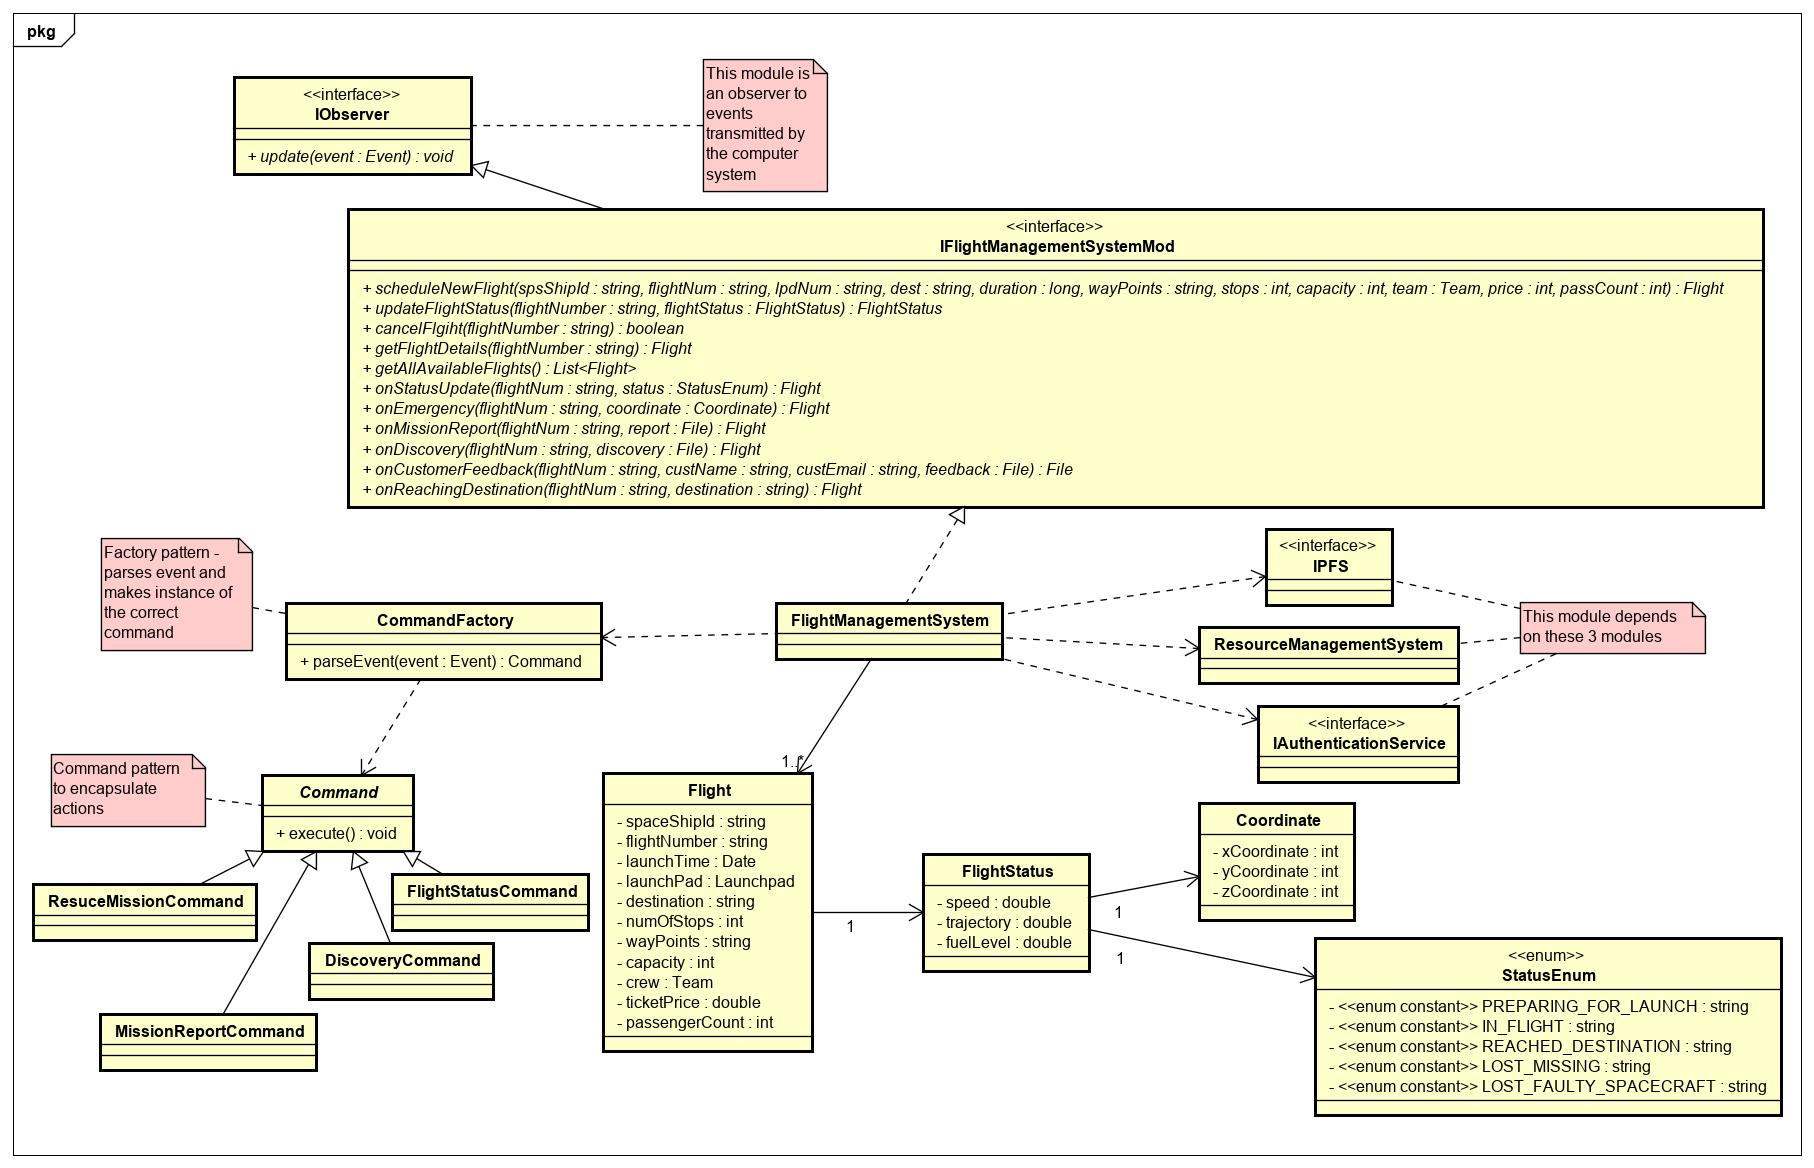 pkg
<<interface>>
IObserver
+ update(event : Event) : void
This module is
an observer to
events
transmitted by
the computer
system
<<interface>>
IFlightManagementSystemMod
+ scheduleNewFlight(spsShipId : string, flightNum : string, lpdNum : string, dest : string, duration : long, wayPoints : string, stops : int, capacity : int, team : Team, price : int, passCount : int) : Flight
+ updateFlightStatus(flightNumber : string, flightStatus : FlightStatus) : FlightStatus
+ cancelFlgiht(flightNumber : string) : boolean
+ getFlightDetails(flightNumber : string) : Flight
+ getAllAvailableFlights() : List<Flight>
+ onStatusUpdate(flightNum : string, status : StatusEnum) : Flight
+ onEmergency(flightNum : string, coordinate : Coordinate) : Flight
+ onMissionReport(flightNum : string, report : File) : Flight
+ onDiscovery(flightNum : string, discovery : File) : Flight
+ onCustomerFeedback(flightNum : string, custName : string, custEmail : string, feedback : File) : File
+ onReachingDestination(flightNum : string, destination : string) : Flight
Factory pattern -
parses event and
makes instance of
the correct
command
CommandFactory
+ parseEvent(event : Event) : Command
FlightManagementSystem
<<interface>>
IPFS
ResourceManagementSystem
<<interface>>
IAuthenticationService
This module depends
on these 3 modules
Command pattern
to encapsulate
actions
Command
+ execute() : void
ResuceMissionCommand
FlightStatusCommand
DiscoveryCommand
MissionReportCommand
1..*
Flight
- spaceShipId : string
- flightNumber : string
- launchTime : Date
- launchPad : Launchpad
- destination : string
- numOfStops : int
- wayPoints : string
- capacity : int
- crew : Team
- ticketPrice : double
- passengerCount : int
1
FlightStatus
- speed : double
- trajectory : double
- fuelLevel : double
1
1
Coordinate
- xCoordinate : int
- yCoordinate : int
- zCoordinate : int
<<enum>>
StatusEnum
- <<enum constant>> PREPARING_FOR_LAUNCH : string
- <<enum constant>> IN_FLIGHT : string
- <<enum constant>> REACHED_DESTINATION : string
- <<enum constant>> LOST_MISSING : string
- <<enum constant>> LOST_FAULTY_SPACECRAFT : string